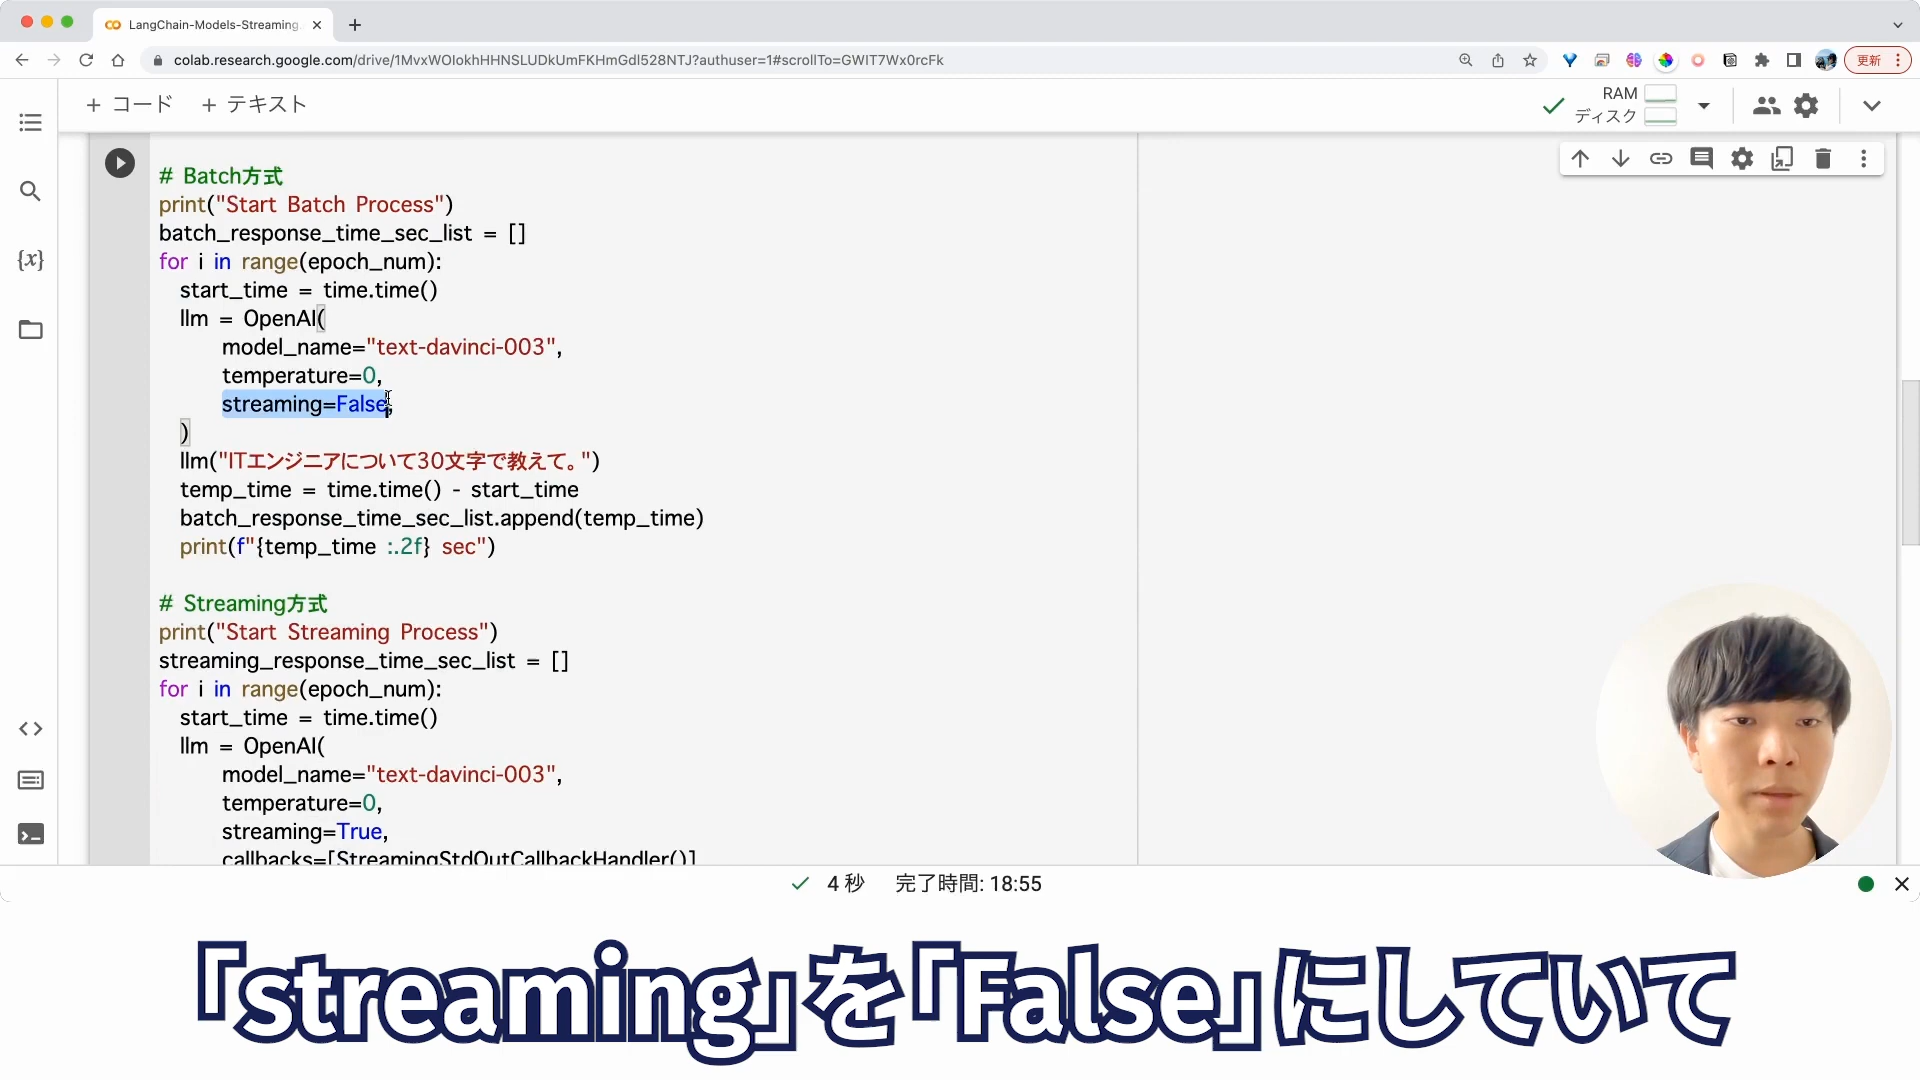 LangChain-Models-Streaming
colab.research.google.com/drive/1MvxWOIokhHHNSLUDkUmFKHmGdl528NTJ?authuser=1#scrollTo=GWIT7Wx0rcFk
更新
+ コード + テキスト
RAM
ディスク
{x}
# Batch方式
print("Start Batch Process")
batch_response_time_sec_list = []
for i in range(epoch_num):
start_time = time.time()
llm = OpenAI(
model_name="text-davinci-003",
temperature=0,
streaming=False,
)
llm("ITエンジニアについて30文字で教えて。")
temp_time = time.time() - start_time
batch_response_time_sec_list.append(temp_time)
print(f"{temp_time :.2f} sec")
# Streaming方式
print("Start Streaming Process")
streaming_response_time_sec_list = []
for i in range(epoch_num):
start_time = time.time()
llm = OpenAI(
model_name="text-davinci-003",
temperature=0,
streaming=True,
callbacks=[StreamingStdOutCallbackHandler()]
4 秒 完了時間: 18:55
「streaming」を「False」にしていて